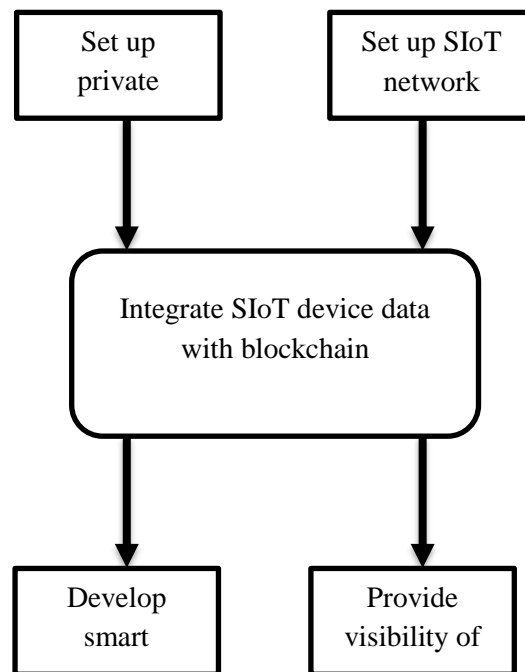 Set up
private
Set up SIoT
network
Integrate SIoT device data
with blockchain
Develop
smart
Provide
visibility of